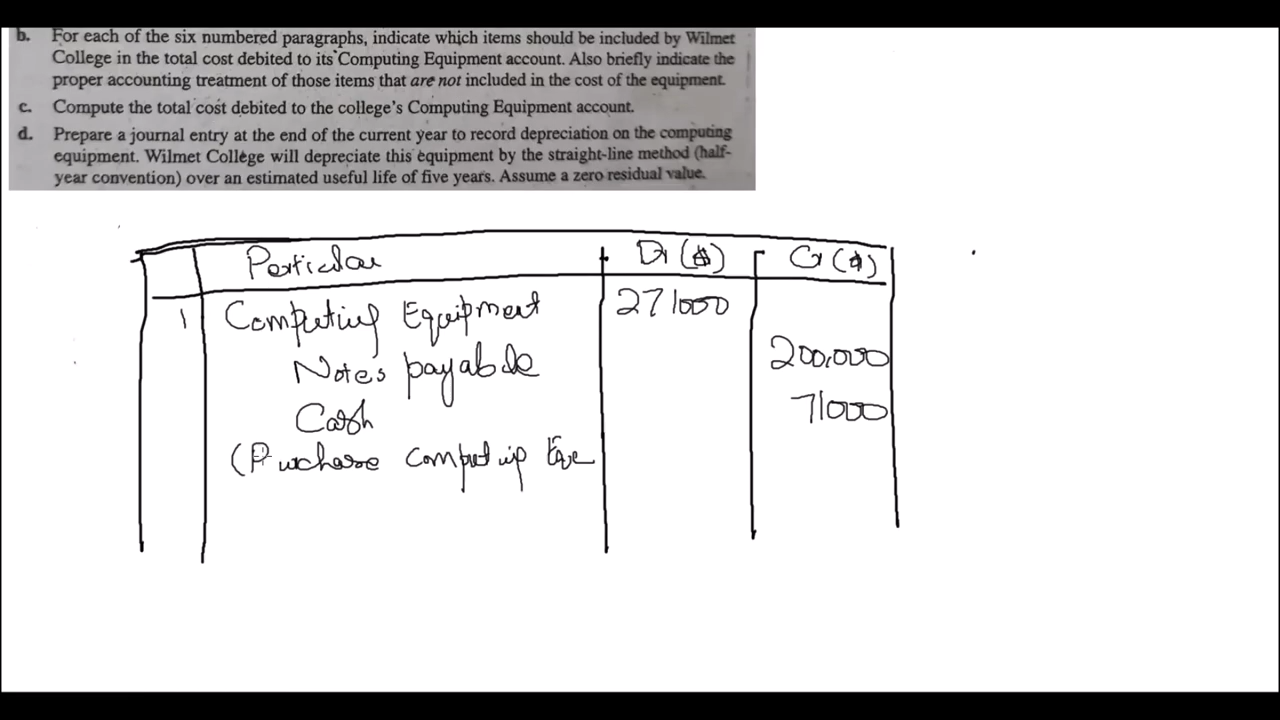 b. For each of the six numbered paragraphs, indicate which items should be included by Wilmet
College in the total cost debited to its Computing Equipment account. Also briefly indicate the
proper accounting treatment of those items that are not included in the cost of the equipment.
c. Compute the total cost debited to the college's Computing Equipment account.
d. Prepare a journal entry at the end of the current year to record depreciation on the computing
equipment. Wilmet College will depreciate this equipment by the straight-line method (half-
year convention) over an estimated useful life of five years. Assume a zero residual value.
Particular Dr ($) Cr ($)
1 Computing Equipment 271000
Notes payable 200,000
Cash 71000
(Purchase